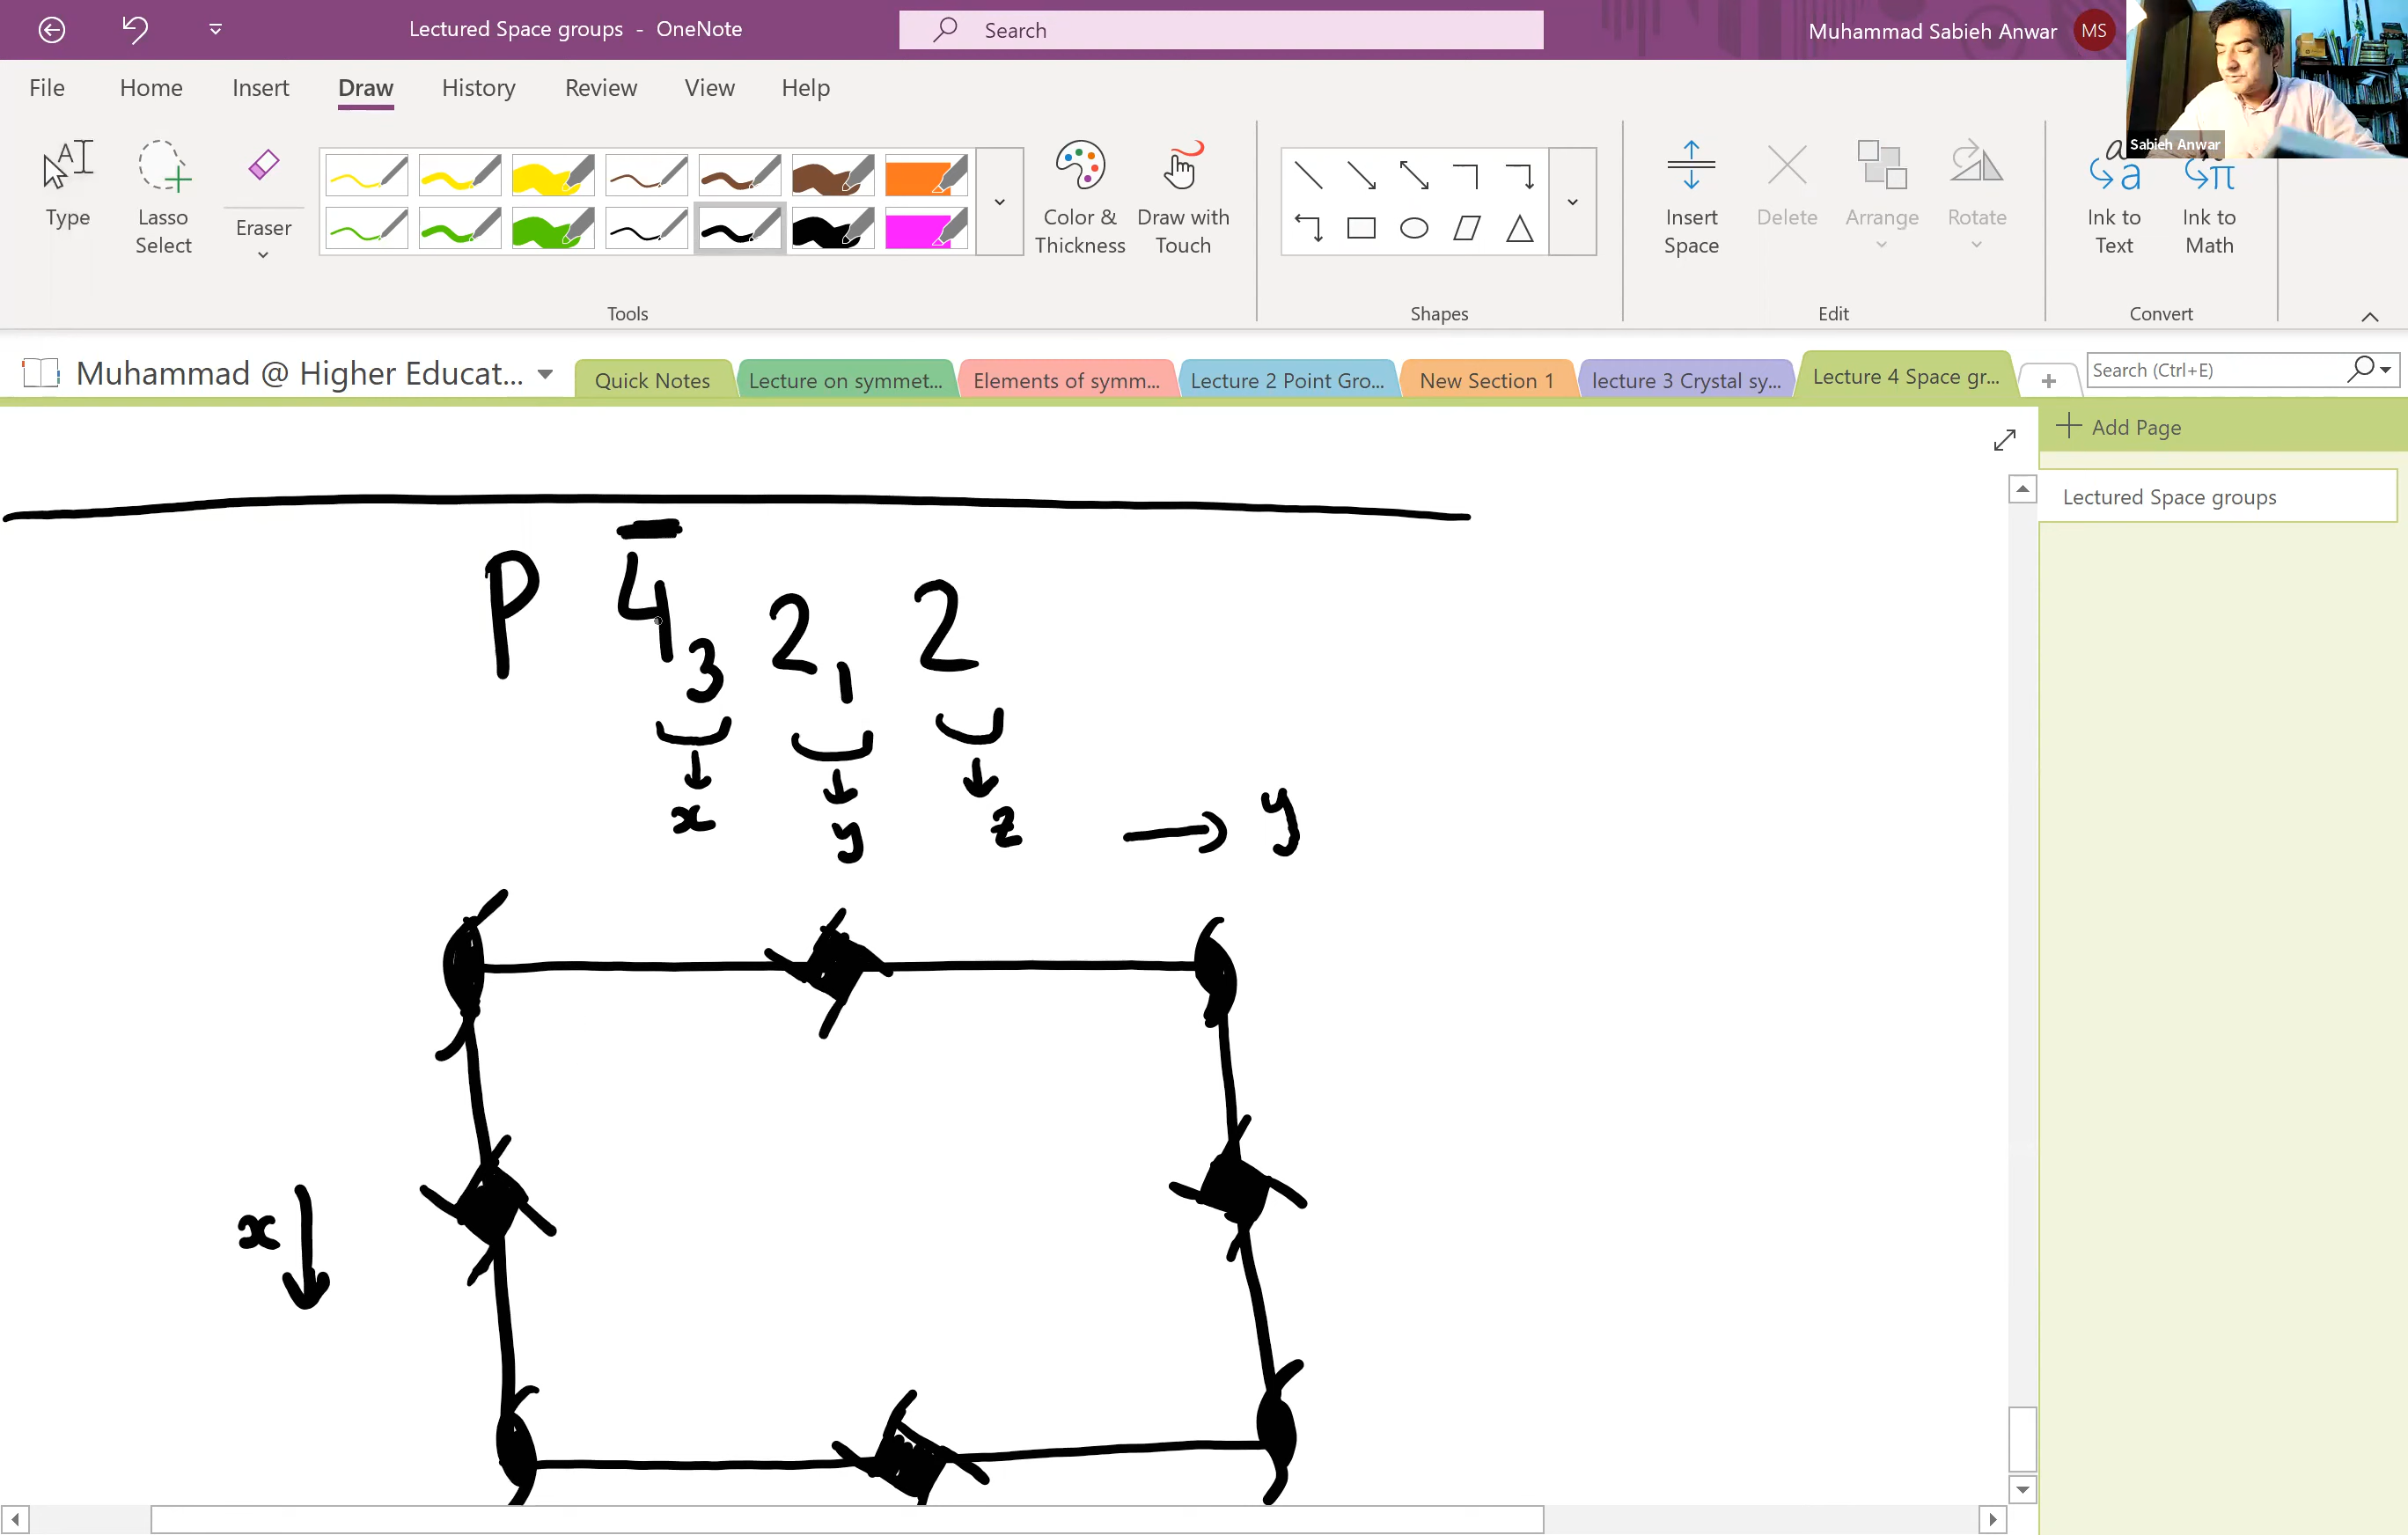 Lectured Space groups - OneNote
Search
Muhammad Sabieh Anwar
MS
Sabieh Anwar
File Home Insert Draw History Review View Help
Type
Lasso Select
Eraser
Color & Thickness
Draw with Touch
Insert Space
Delete
Arrange
Rotate
Ink to Text
Ink to Math
Tools Shapes Edit Convert
Muhammad @ Higher Educat...
Quick Notes
Lecture on symmet...
Elements of symm...
Lecture 2 Point Gro...
New Section 1
lecture 3 Crystal sy...
Lecture 4 Space gr...
Search (Ctrl+E)
Add Page
Lectured Space groups
P 4̅₃ 2₁ 2
x y z → y
x ↓